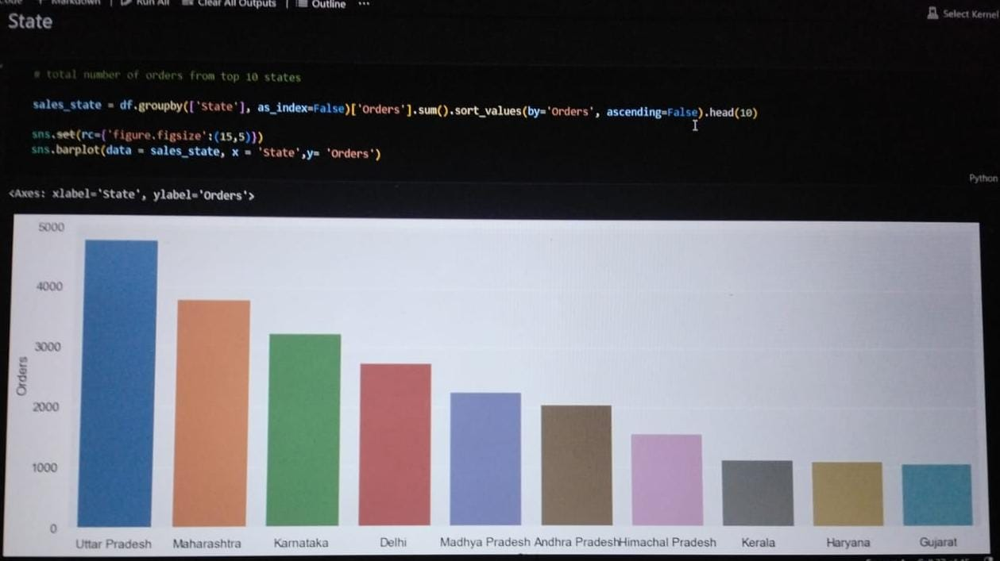 Markdown | Run All Clear All Outputs | Outline ...
Select Kernel
State
# total number of orders from top 10 states
sales_state = df.groupby(['State'], as_index=False)['Orders'].sum().sort_values(by='Orders', ascending=False).head(10)
sns.set(rc={'figure.figsize':(15,5)})
sns.barplot(data = sales_state, x = 'State',y= 'Orders')
Python
<Axes: xlabel='State', ylabel='Orders'>
5000
4000
3000
2000
1000
0
Orders
Uttar Pradesh Maharashtra Karnataka Delhi Madhya Pradesh Andhra Pradesh Himachal Pradesh Kerala Haryana Gujarat